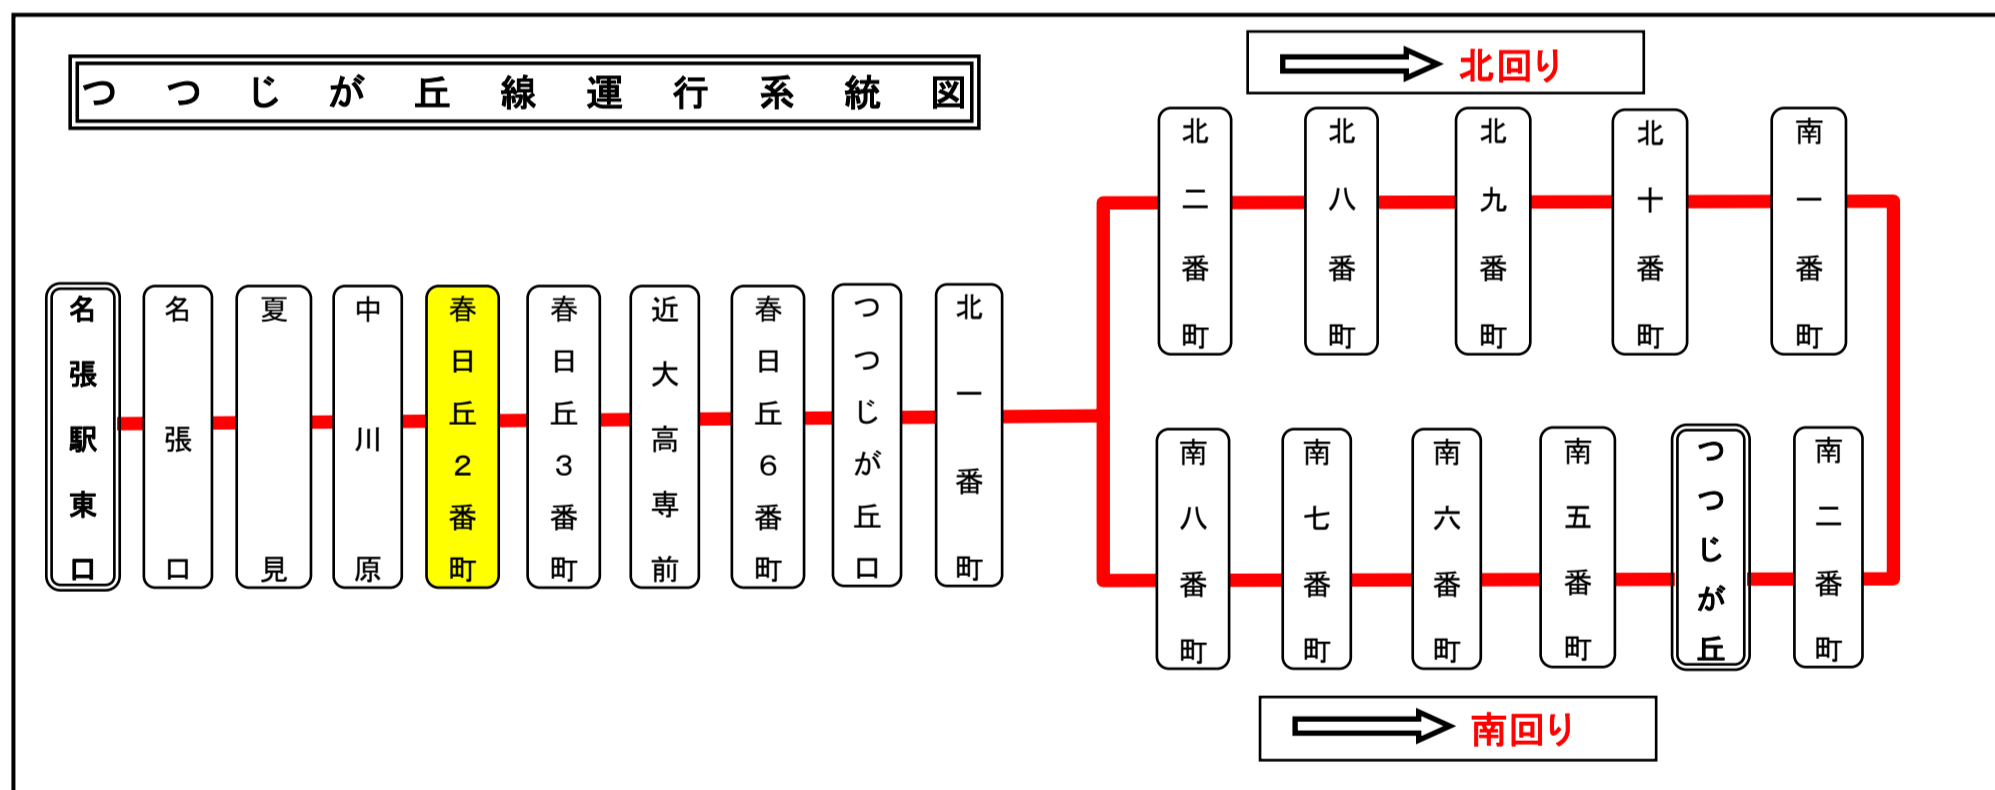 つつじが丘線運行系統図
北回り
北二番町
北八番町
北九番町
北十番町
南一番町
名張駅東口
名張口
夏見
中川原
春日丘2番町
春日丘3番町
近大高専前
春日丘6番町
つつじが丘口
北一番町
南八番町
南七番町
南六番町
南五番町
つつじが丘
南二番町
南回り